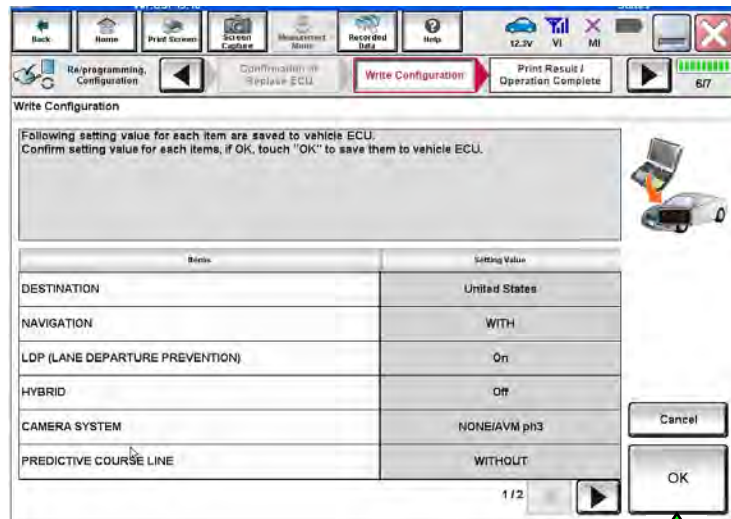 Back
Home
Print Screen
Screen Capture
Measurement Mode
Recorded Data
Help
12.3V
VI
MI
Re/programming, Configuration
Confirmation of Replace ECU
Write Configuration
Print Result / Operation Complete
6/7
Write Configuration
Following setting value for each item are saved to vehicle ECU.
Confirm setting value for each items, if OK, touch "OK" to save them to vehicle ECU.
Items
Setting Value
DESTINATION
United States
NAVIGATION
WITH
LDP (LANE DEPARTURE PREVENTION)
On
HYBRID
Off
CAMERA SYSTEM
NONE/AVM ph3
PREDICTIVE COURSE LINE
WITHOUT
1/2
Cancel
OK